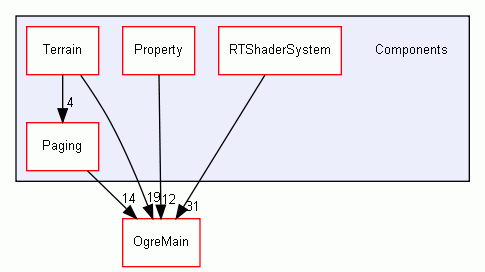 Terrain
Property
RTShaderSystem
Components
4
Paging
14
19
12
31
OgreMain